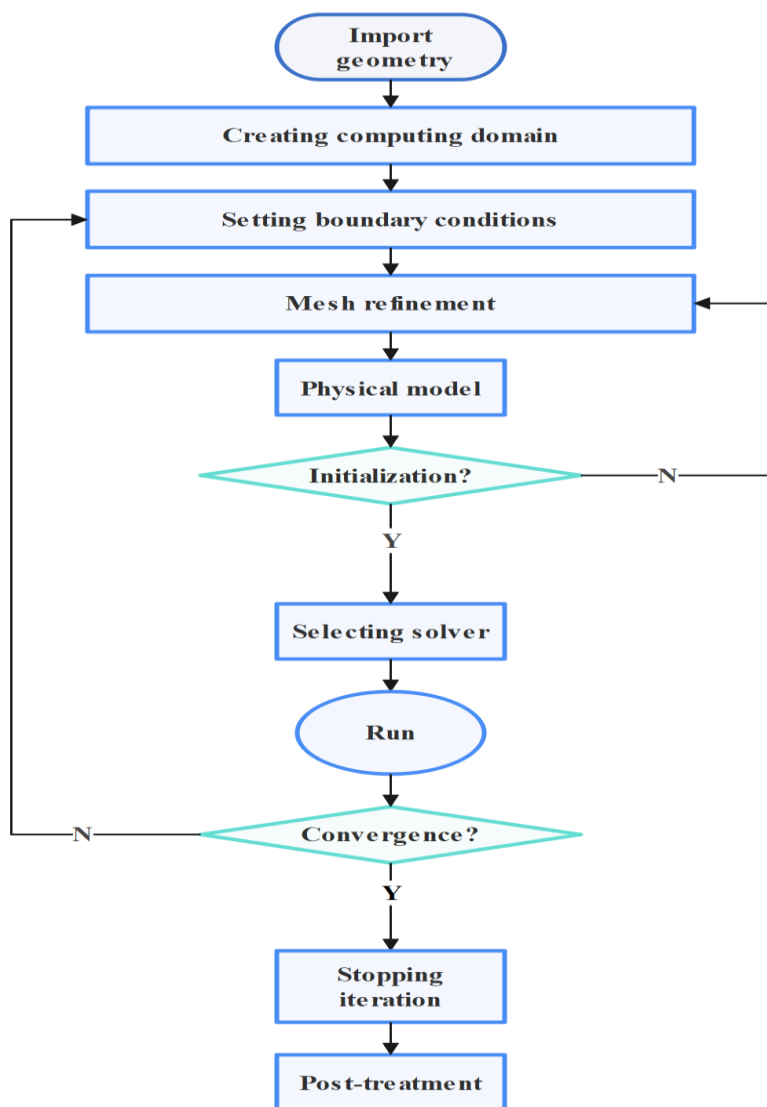 Import
geometry
Creating computing domain
Setting boundary conditions
Mesh refinement
Physical model
Initialization?
N
Y
Selecting solver
Run
Convergence?
N
Y
Stopping
iteration
Post-treatment